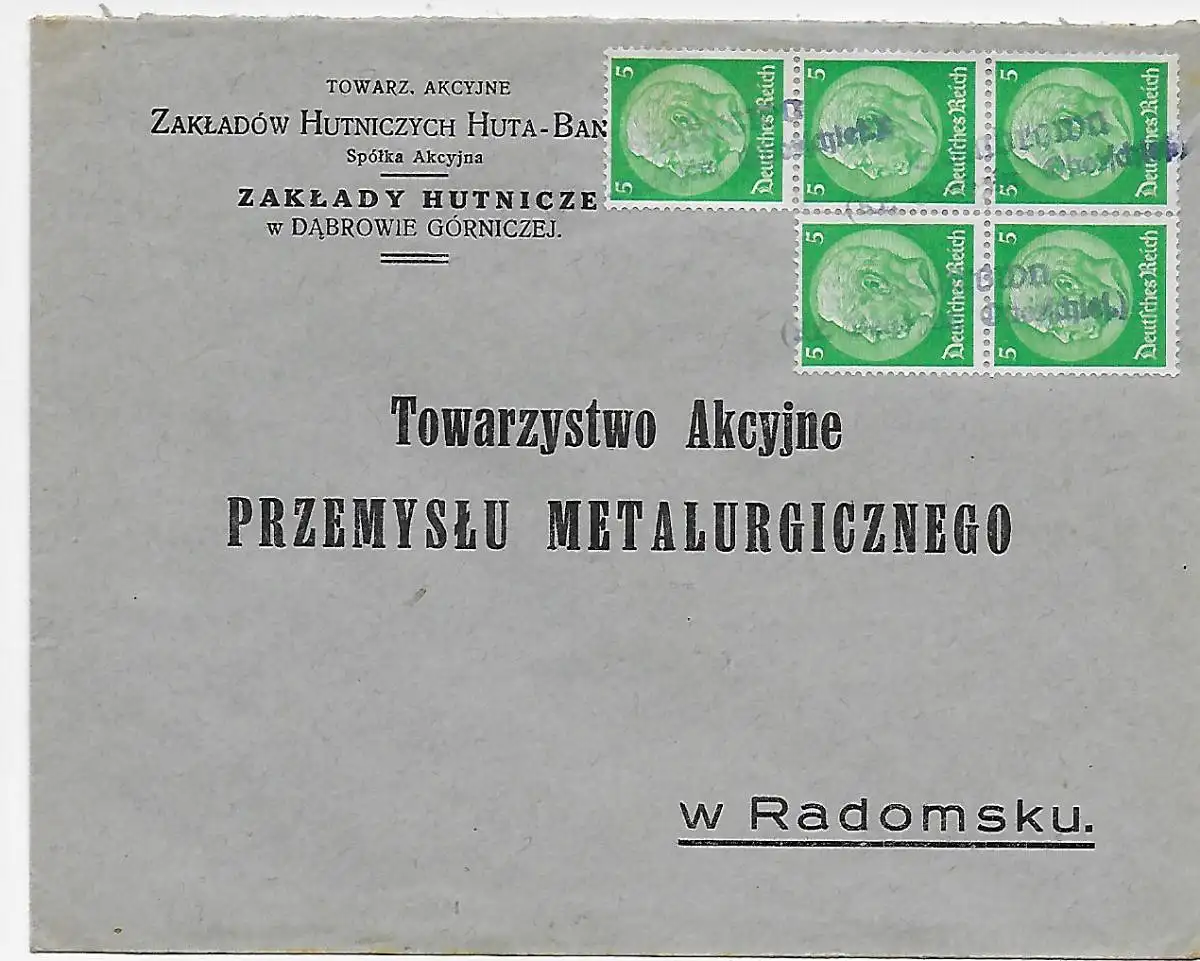 TOWARZ. AKCYJNE
ZAKŁADÓW HUTNICZYCH HUTA-BAN
Spółka Akcyjna
ZAKŁADY HUTNICZE
w DĄBROWIE GÓRNICZEJ.
5 5 Deutsches Reich
5 5 Deutsches Reich
5 5 Deutsches Reich
5 5 Deutsches Reich
5 5 Deutsches Reich
Towarzystwo Akcyjne
PRZEMYSŁU METALURGICZNEGO
w Radomsku.